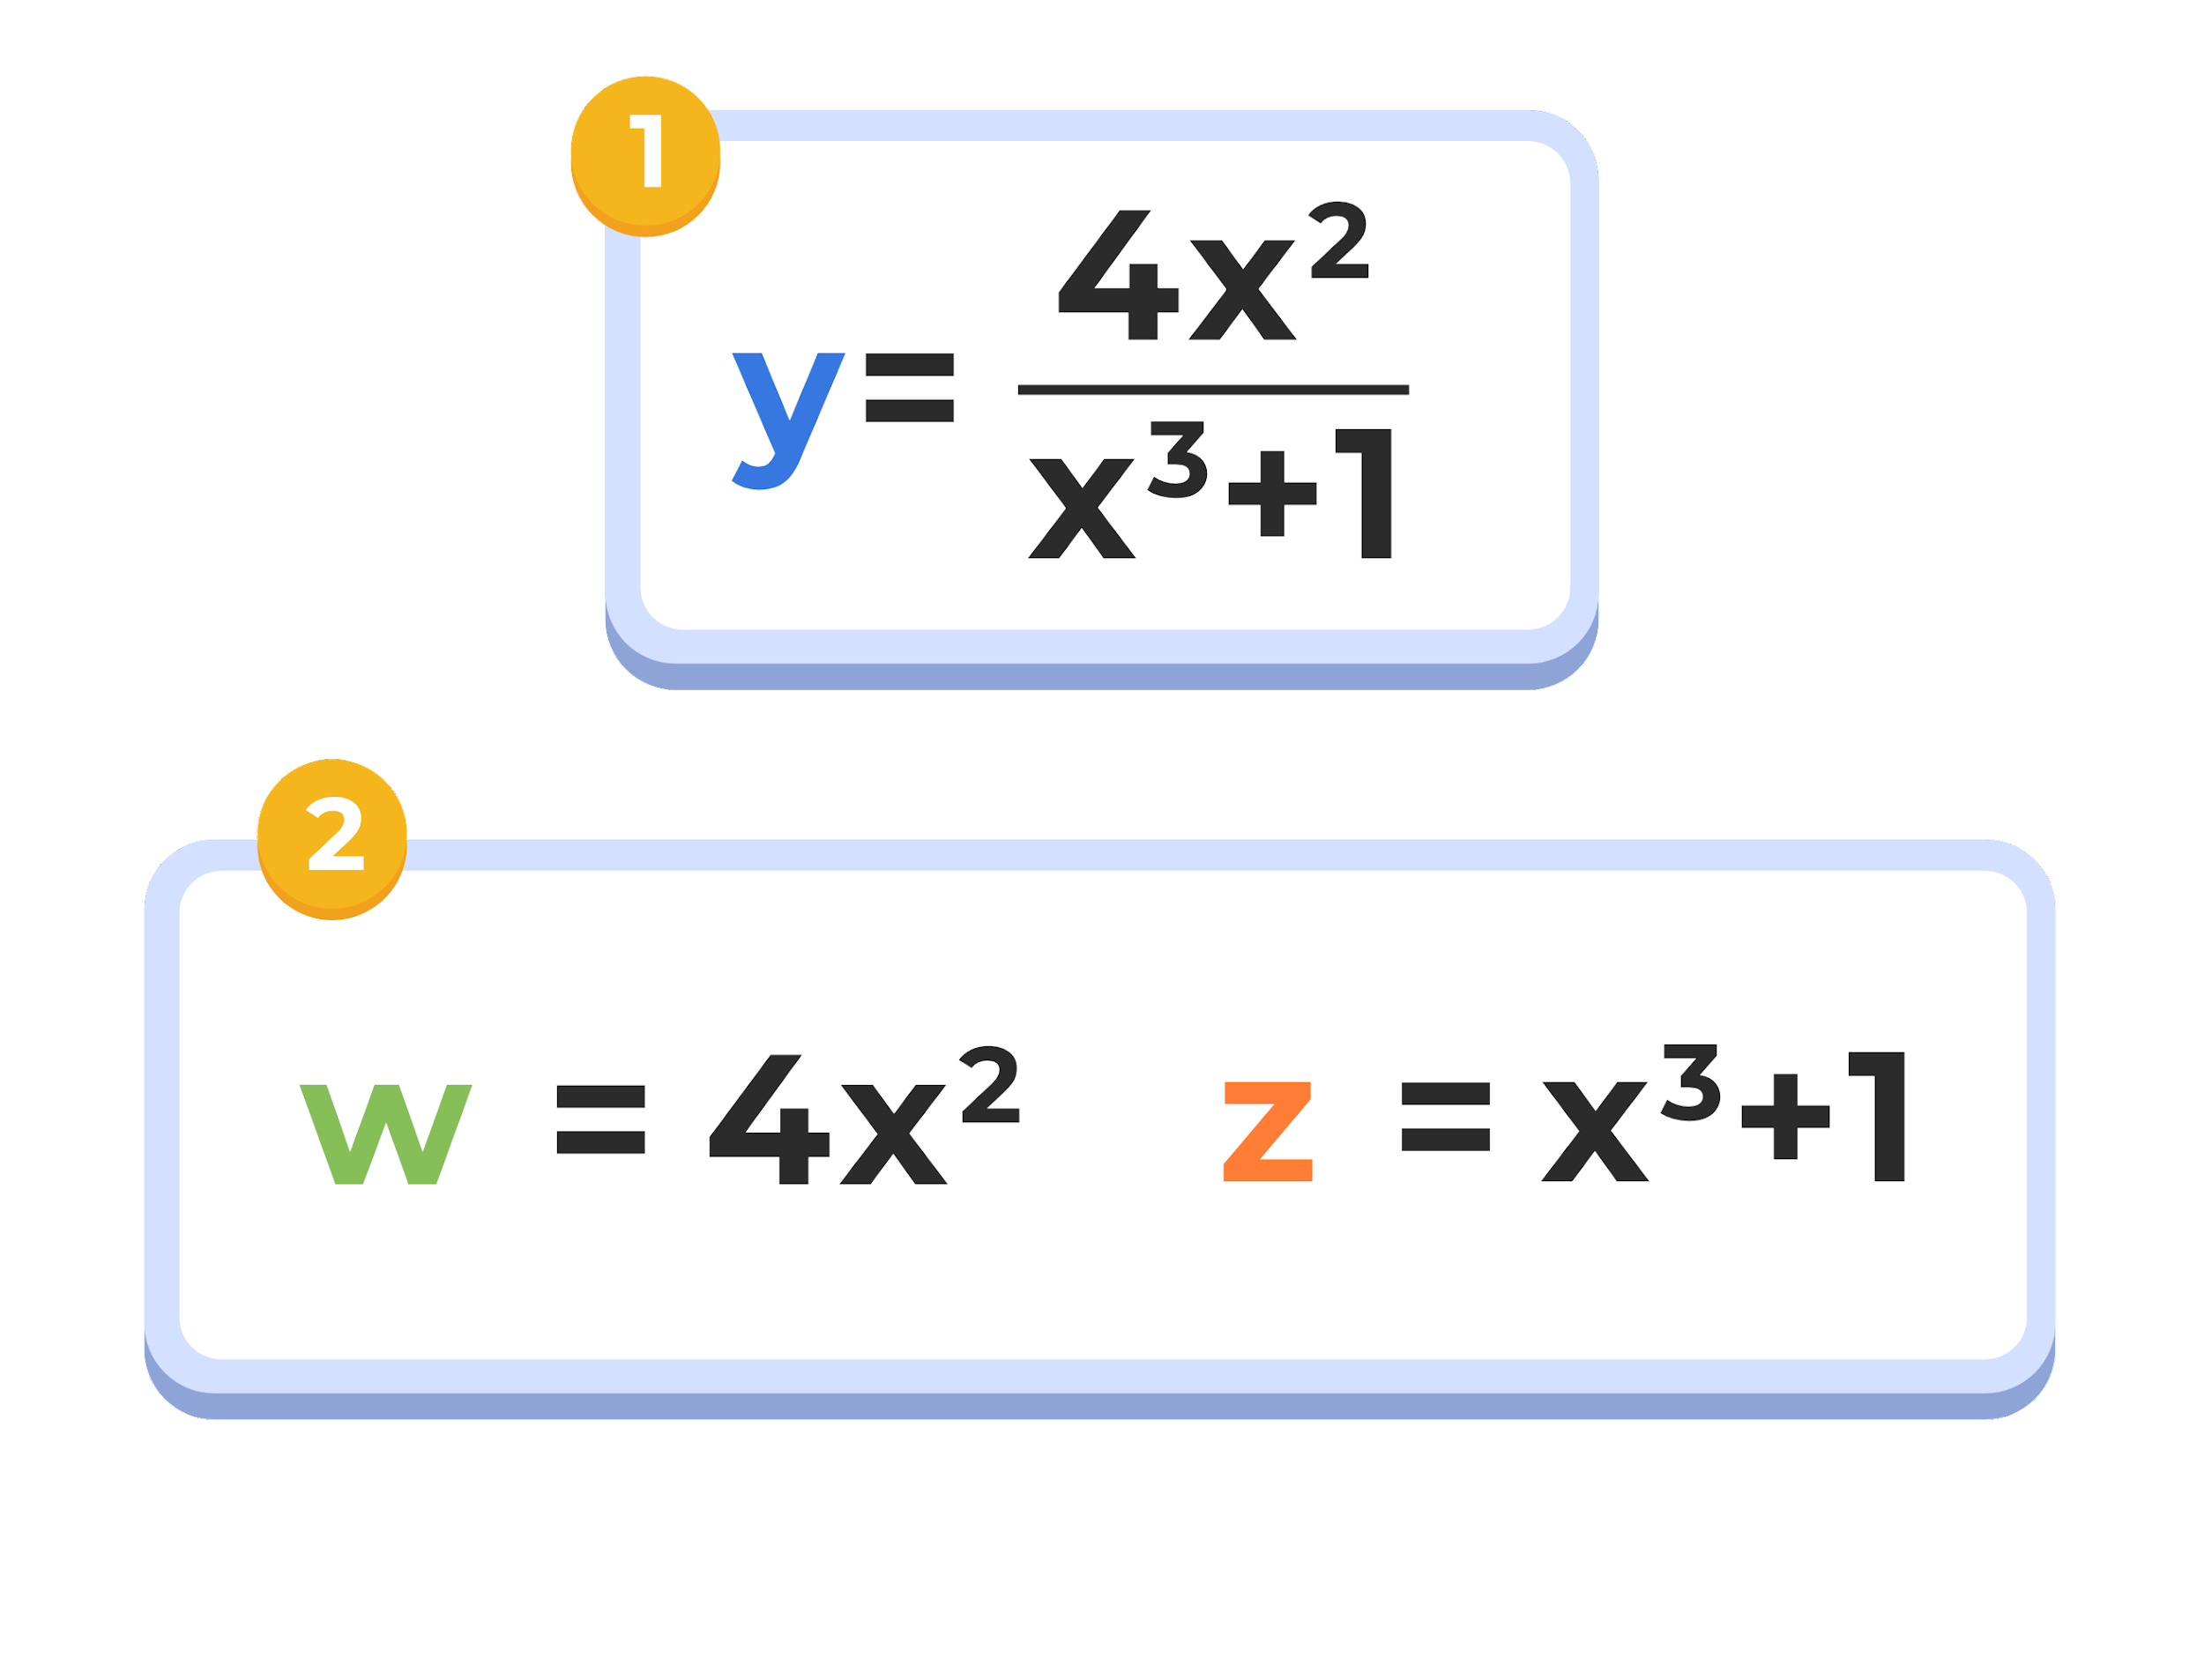 1
y= 4x²
x³+1
2
w = 4x² z = x³+1